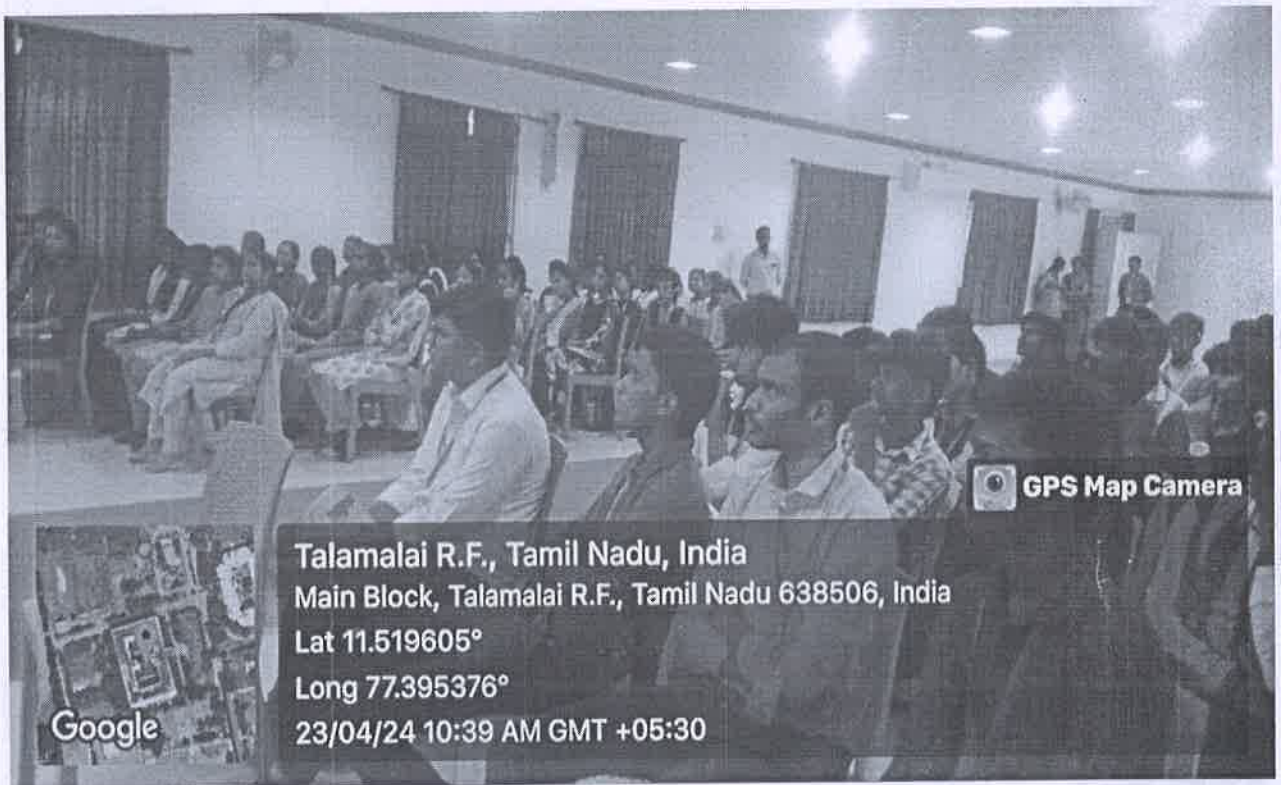 GPS Map Camera
Talamalai R.F., Tamil Nadu, India
Main Block, Talamalai R.F., Tamil Nadu 638506, India
Lat 11.519605°
Long 77.395376°
23/04/24 10:39 AM GMT +05:30
Google